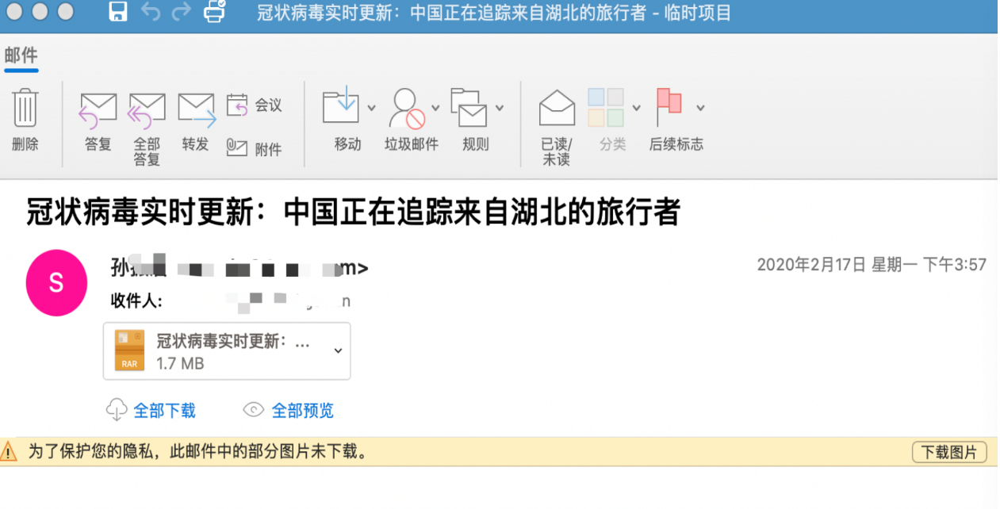 冠状病毒实时更新：中国正在追踪来自湖北的旅行者 - 临时项目
邮件
删除
答复
全部
答复
转发
会议
附件
移动
垃圾邮件
规则
已读/
未读
分类
后续标志
冠状病毒实时更新：中国正在追踪来自湖北的旅行者
S
孙 m>
2020年2月17日 星期一 下午3:57
收件人: n
冠状病毒实时更新：...
RAR
1.7 MB
全部下载
全部预览
为了保护您的隐私，此邮件中的部分图片未下载。
下载图片